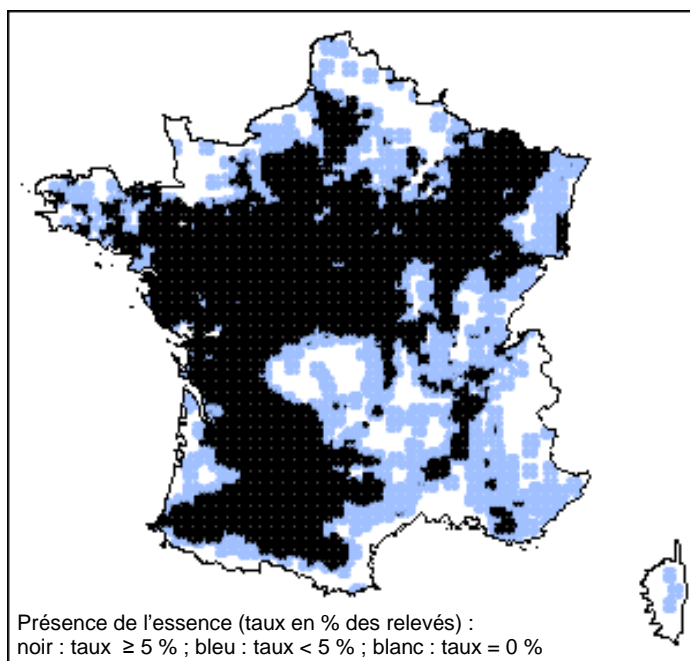 Présence de l’essence (taux en % des relevés) :
noir : taux ≥ 5 % ; bleu : taux < 5 % ; blanc : taux = 0 %